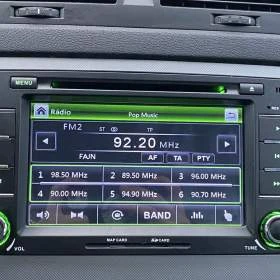 MENU
Rádio
Pop Music
FM2
ST TP
92.20 MHz
FAJN AF TA PTY
1 98.50 MHz 2 89.50 MHz 3 96.00 MHz
4 90.00 MHz 5 94.90 MHz 6 90.70 MHz
BAND
VOL MAP CARD SD CARD TUNE